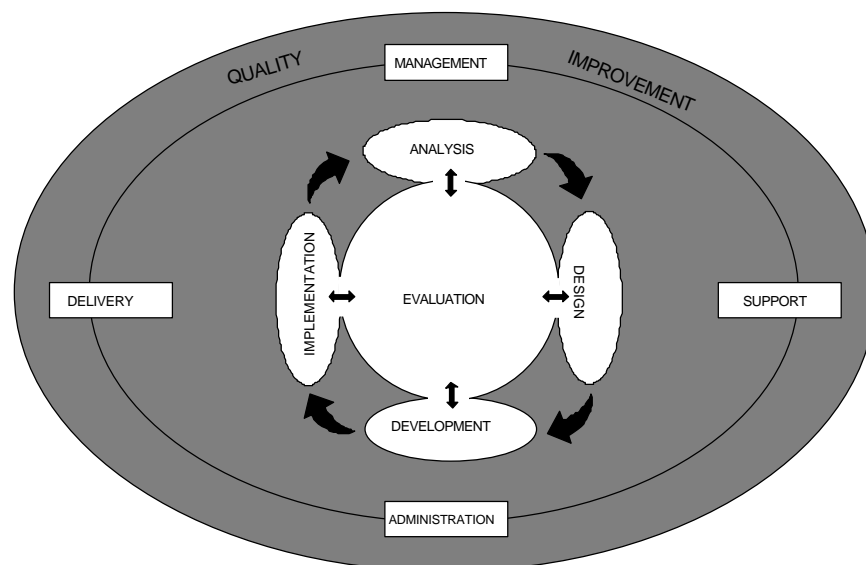 QUALITY
IMPROVEMENT
MANAGEMENT
ANALYSIS
IMPLEMENTATION
DESIGN
DELIVERY
EVALUATION
SUPPORT
DEVELOPMENT
ADMINISTRATION